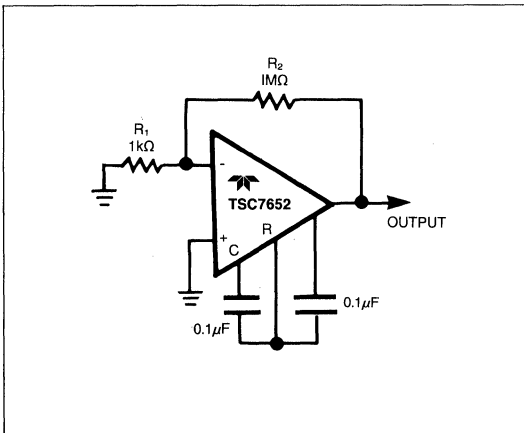 R2
IMΩ
R1
1kΩ
-
TSC7652
+
C
R
OUTPUT
0.1μF
0.1μF